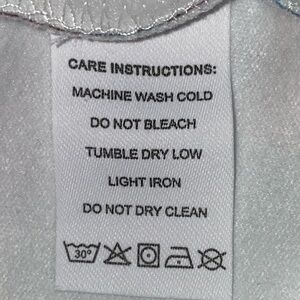 CARE INSTRUCTIONS:
MACHINE WASH COLD
DO NOT BLEACH
TUMBLE DRY LOW
LIGHT IRON
DO NOT DRY CLEAN
30°